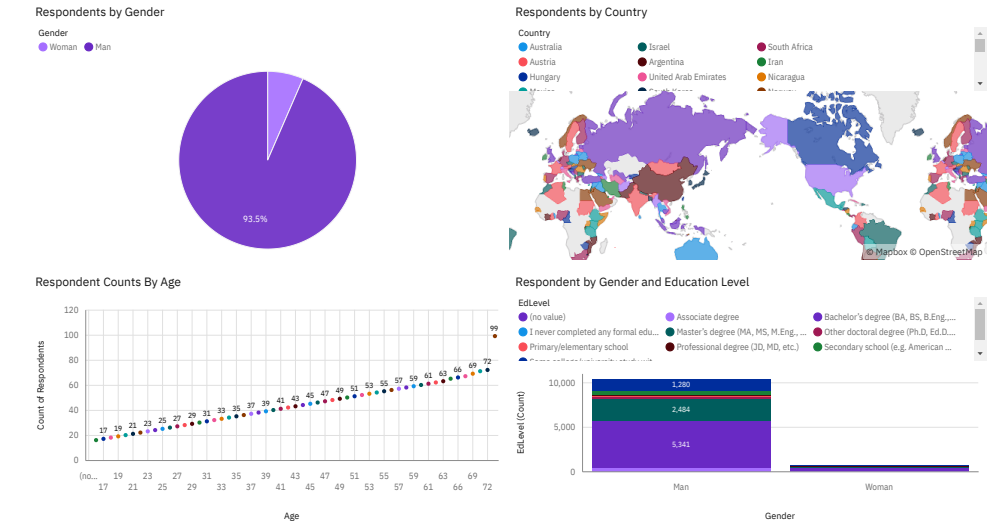 Respondents by Gender
Gender
Woman Man
93.5%
Respondents by Country
Country
Australia Israel South Africa
Austria Argentina Iran
Hungary United Arab Emirates Nicaragua
© Mapbox © OpenStreetMap
Respondent Counts By Age
Count of Respondents
120
100
80
60
40
20
0
17 19 21 23 25 27 29 31 33 35 37 39 41 43 45 47 49 51 53 55 57 59 61 63 66 69 72 99
(no... 19 23 27 31 35 39 43 47 51 55 59 63 69
17 21 25 29 33 37 41 45 49 53 57 61 66 72
Age
Respondent by Gender and Education Level
EdLevel
(no value) Associate degree Bachelor's degree (BA, BS, B.Eng.,...
I never completed any formal edu... Master's degree (MA, MS, M.Eng., ... Other doctoral degree (Ph.D, Ed.D....
Primary/elementary school Professional degree (JD, MD, etc.) Secondary school (e.g. American ...
EdLevel (Count)
10,000
5,000
0
1,280
2,484
5,341
Man Woman
Gender